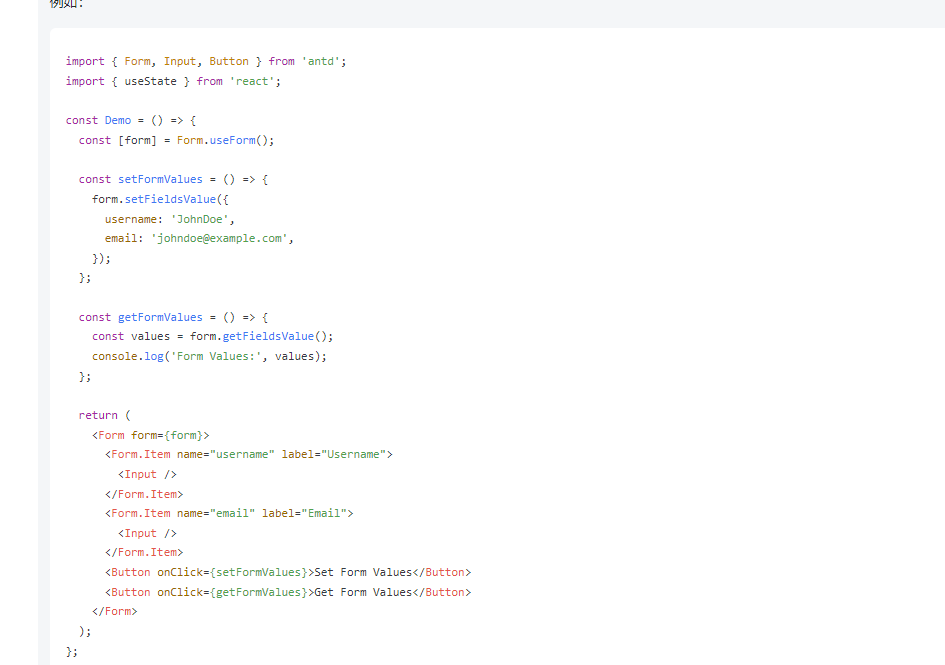 例如：
import { Form, Input, Button } from 'antd';
import { useState } from 'react';
const Demo = () => {
  const [form] = Form.useForm();
  const setFormValues = () => {
    form.setFieldsValue({
      username: 'JohnDoe',
      email: 'johndoe@example.com',
    });
  };
  const getFormValues = () => {
    const values = form.getFieldsValue();
    console.log('Form Values:', values);
  };
  return (
    <Form form={form}>
      <Form.Item name="username" label="Username">
        <Input />
      </Form.Item>
      <Form.Item name="email" label="Email">
        <Input />
      </Form.Item>
      <Button onClick={setFormValues}>Set Form Values</Button>
      <Button onClick={getFormValues}>Get Form Values</Button>
    </Form>
  );
};